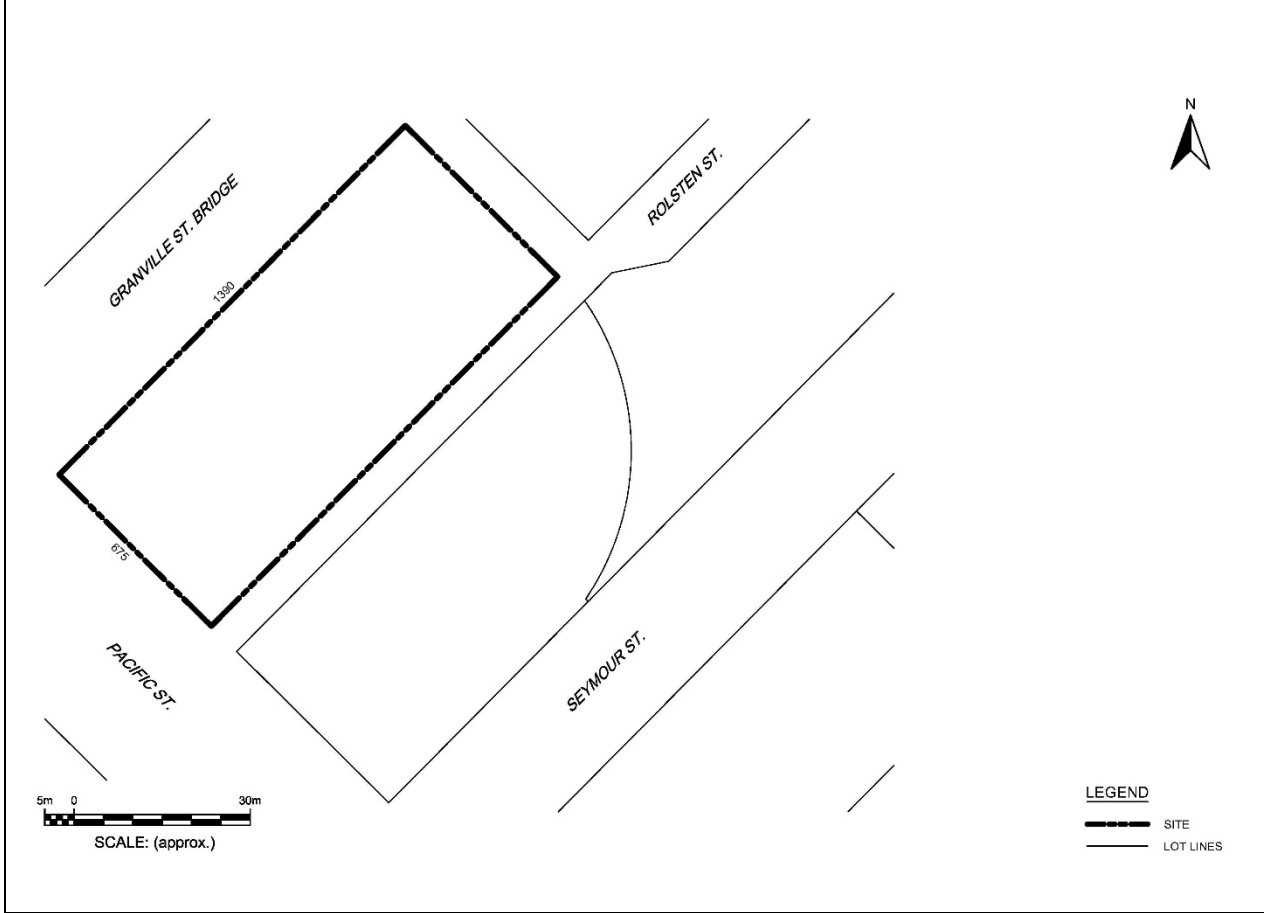 N
ROLSTEN ST.
GRANVILLE ST. BRIDGE
1390
675
PACIFIC ST.
SEYMOUR ST.
5m 0 30m
SCALE: (approx.)
LEGEND
SITE
LOT LINES